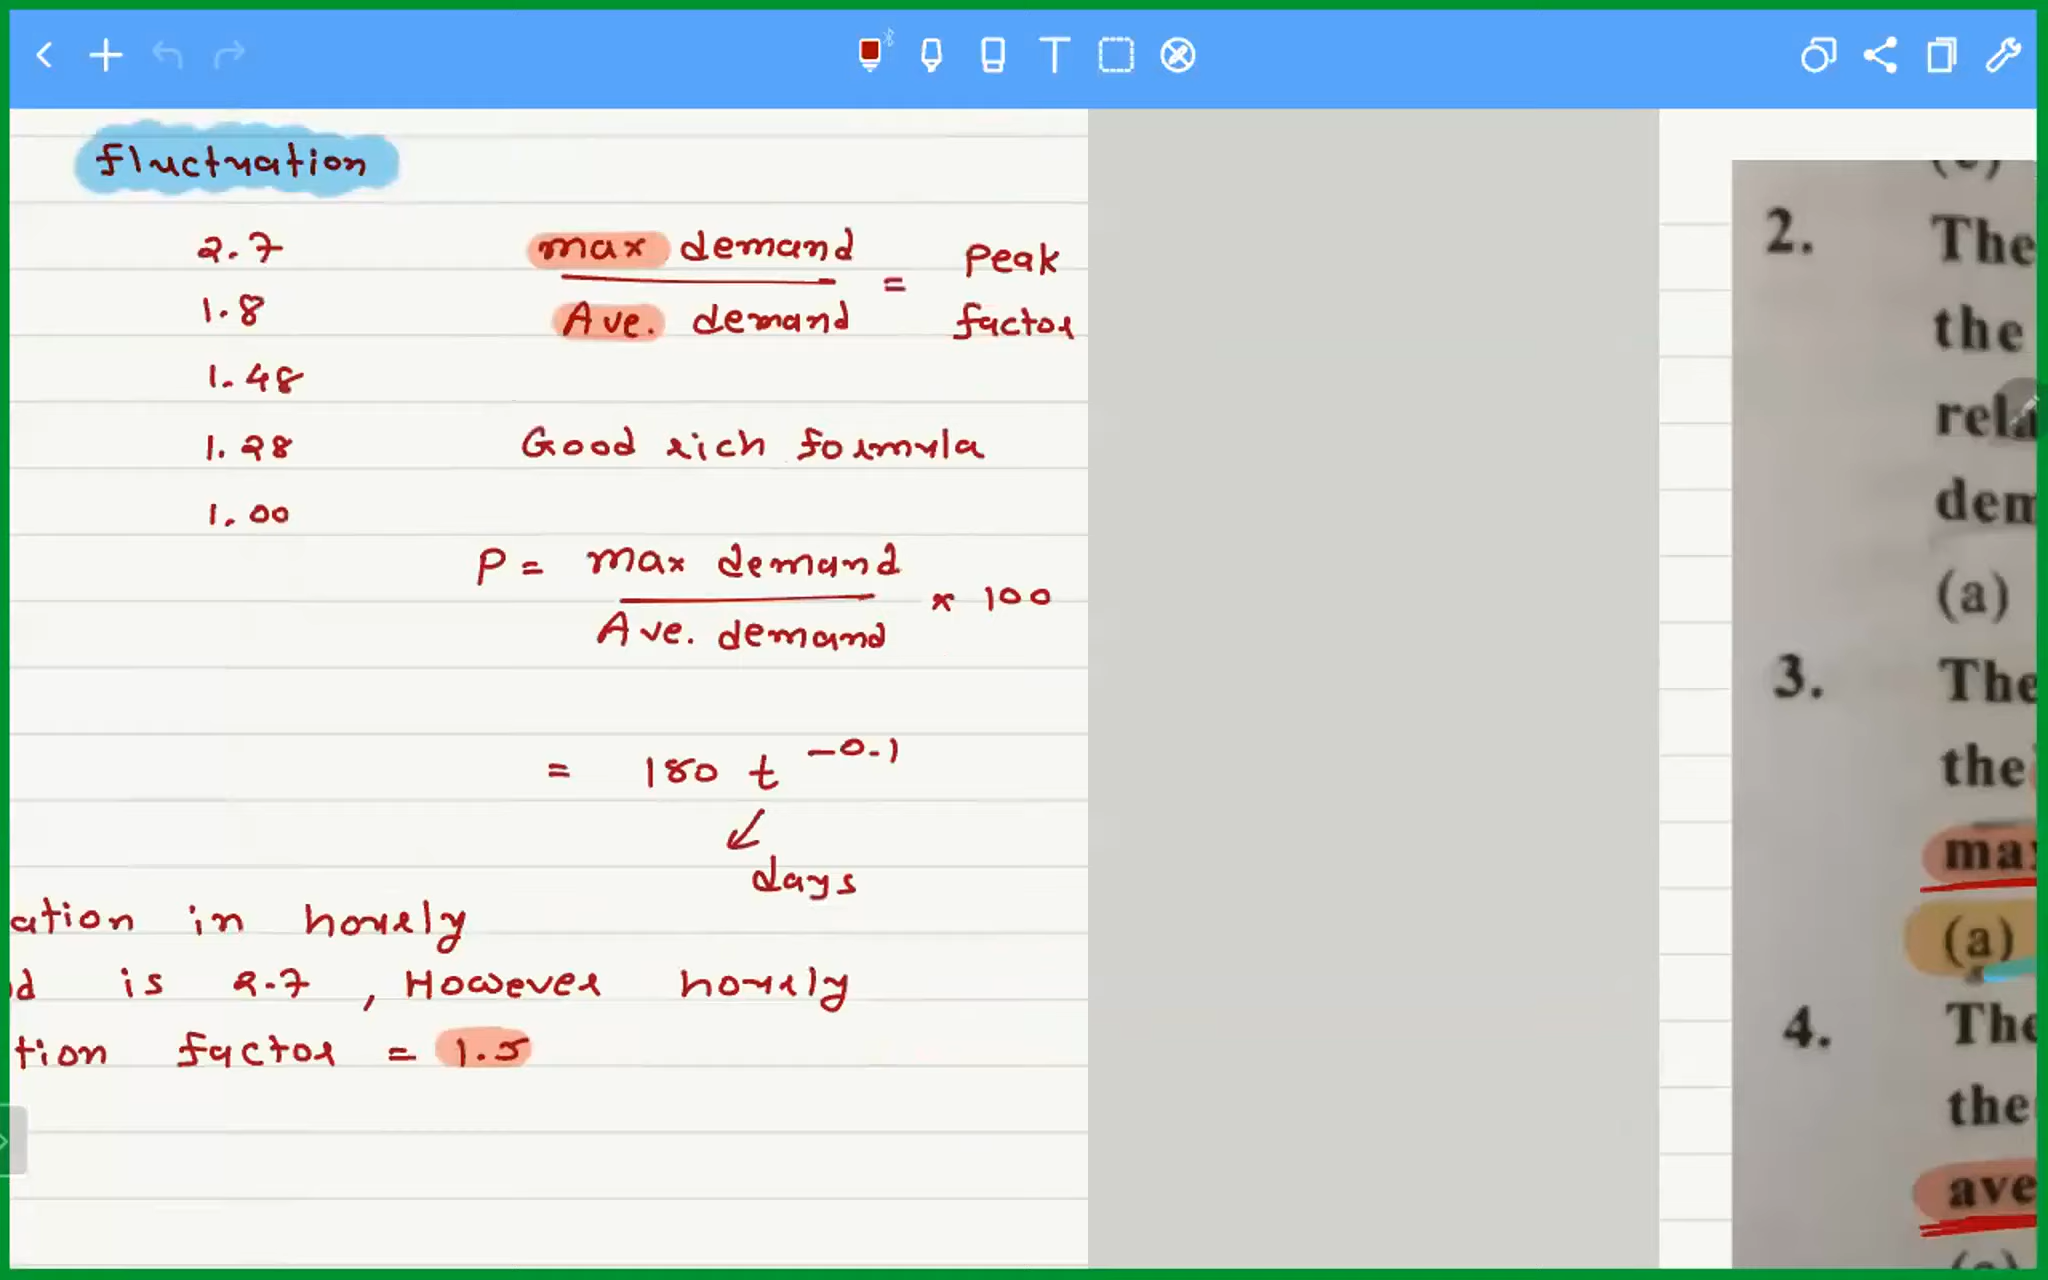 fluctuation
2.7
1.8
1.48
1.28
1.00
max demand
Ave. demand
= Peak factor
Good rich formula
P = max demand
Ave. demand
× 100
= 180 t -0.1
days
ation in hourly
d is 2.7 , However hourly
tion factor = 1.5
2. The
the
rela
dem
(a)
3. The
the
max
(a)
4. The
the
ave